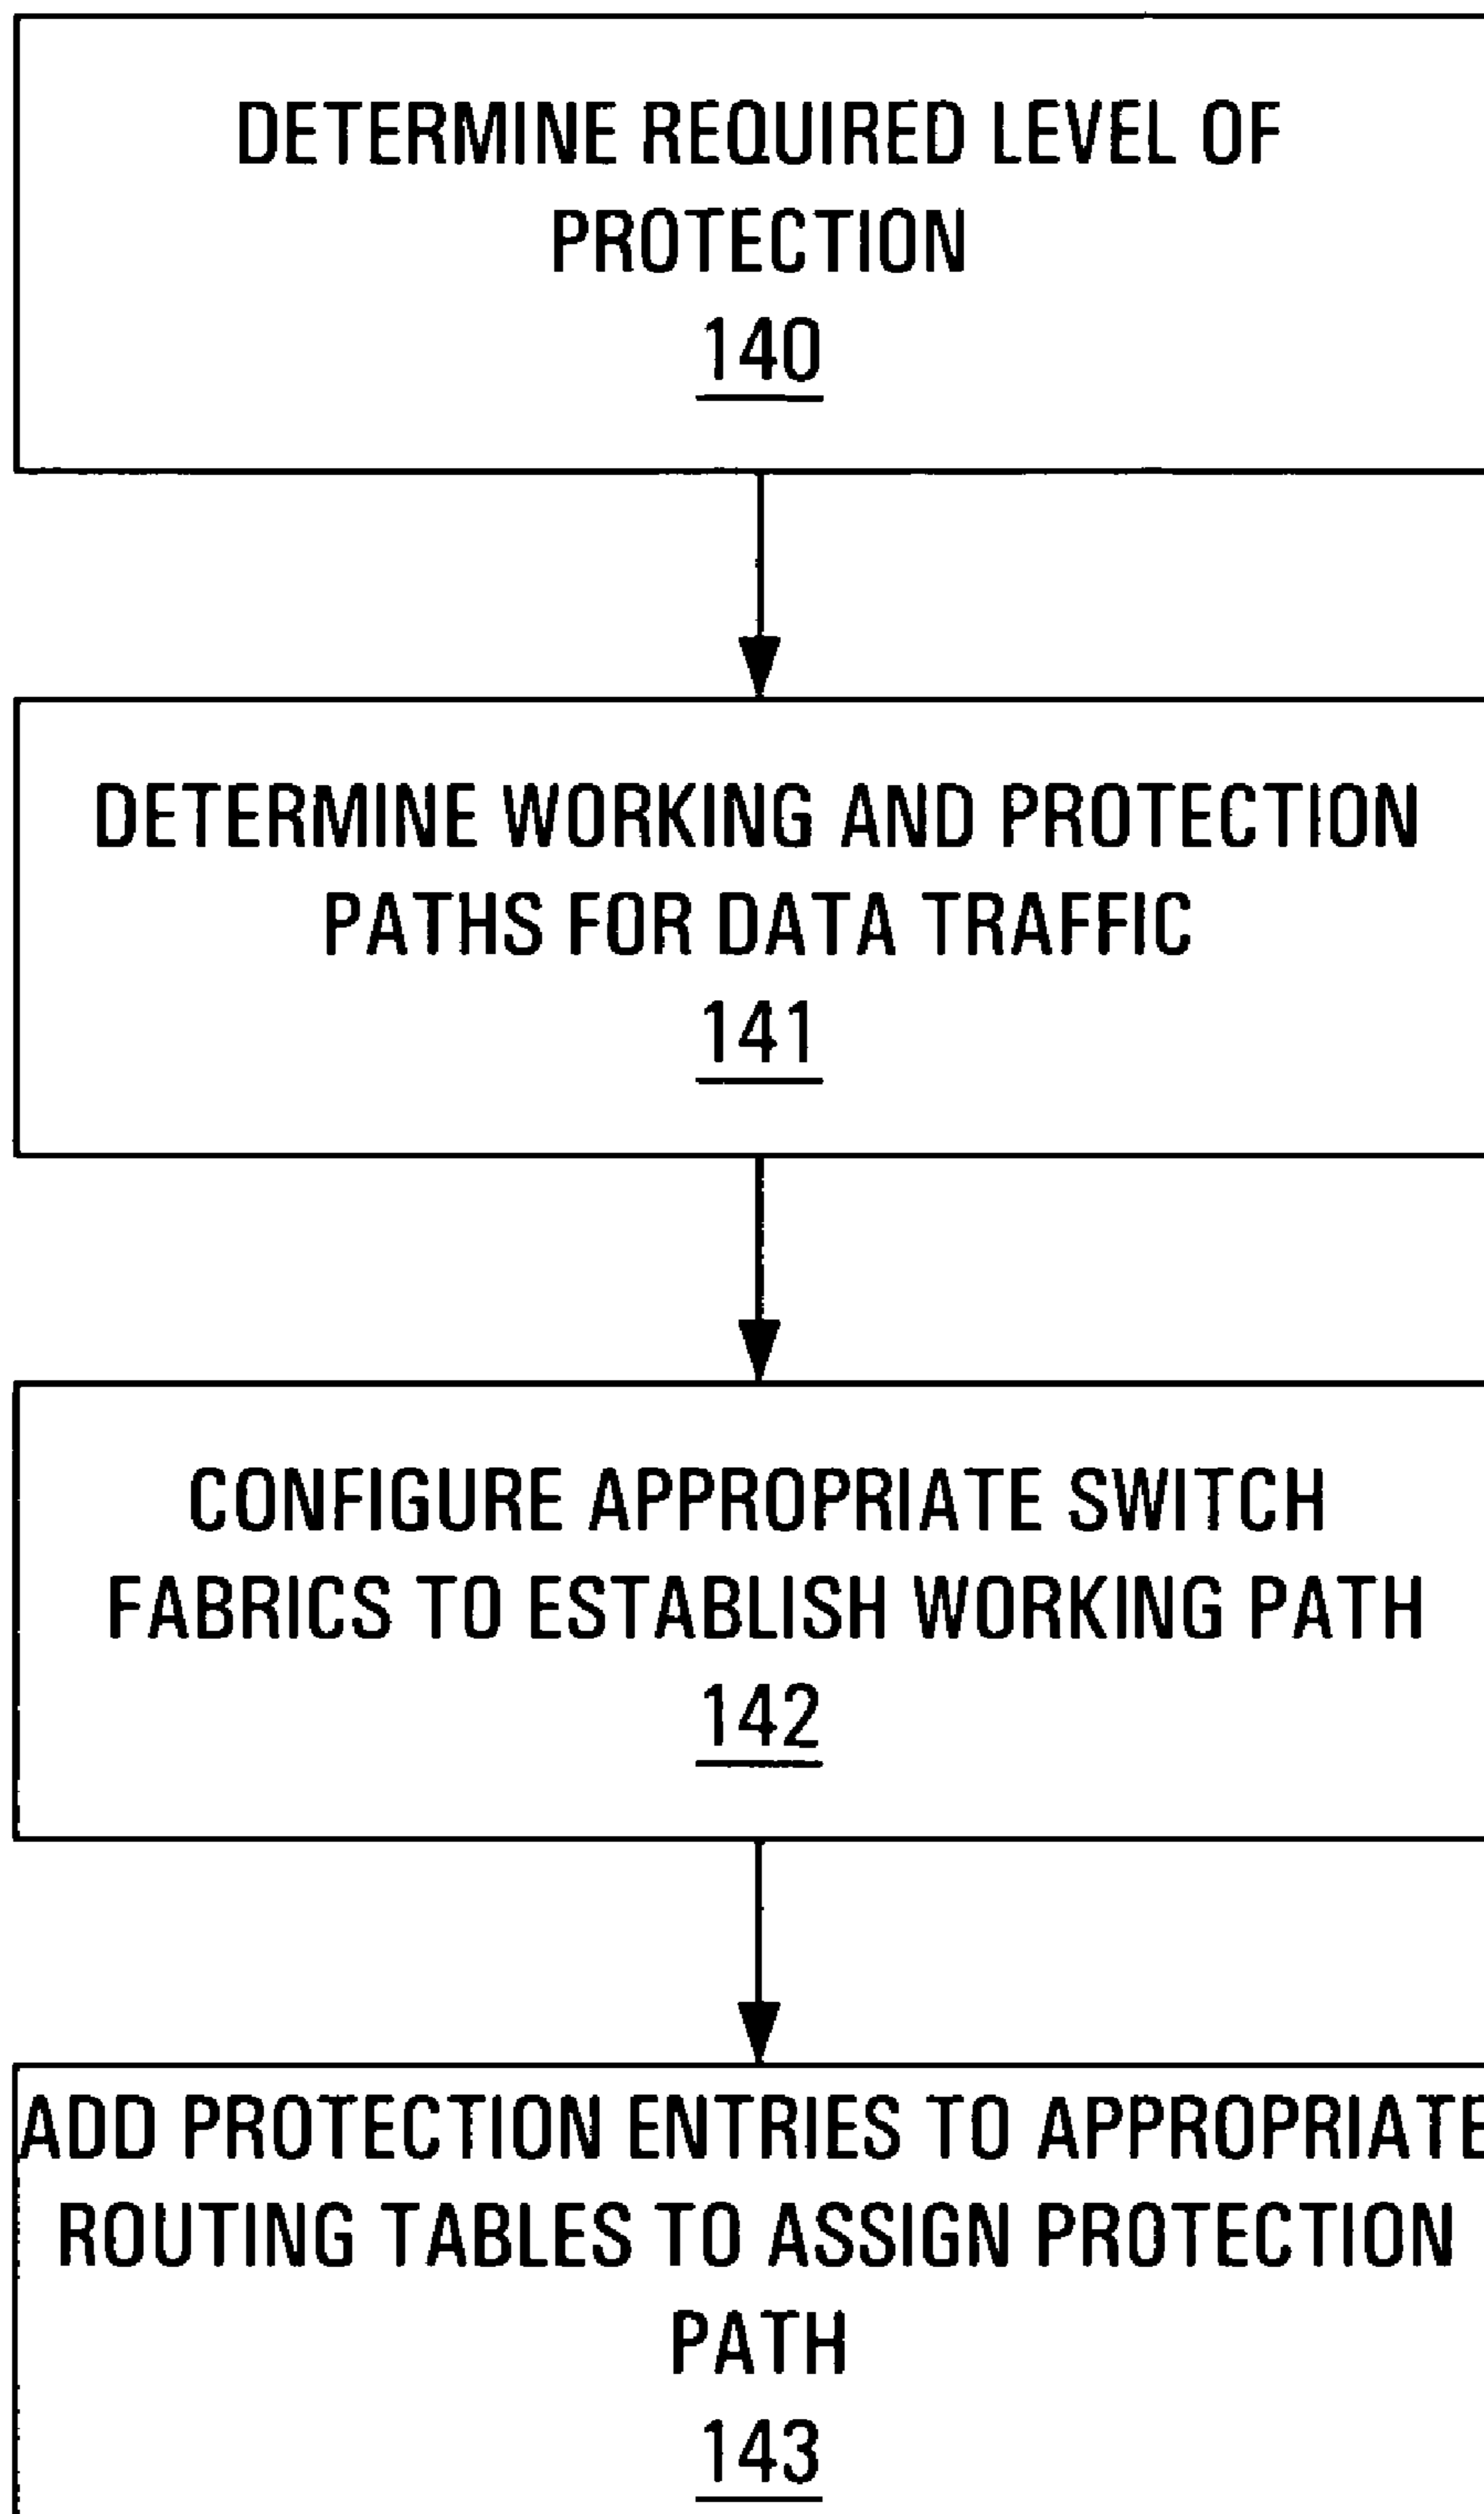 DETERMINE REQUIRED LEVEL OF
PROTECTION
140
DETERMINE WORKING AND PROTECTION
PATHS FOR DATA TRAFFIC
141
CONFIGURE APPROPRIATE SWITCH
FABRICS TO ESTABLISH WORKING PATH
142
ADD PROTECTION ENTRIES TO APPROPRIATE
ROUTING TABLES TO ASSIGN PROTECTION
PATH
143